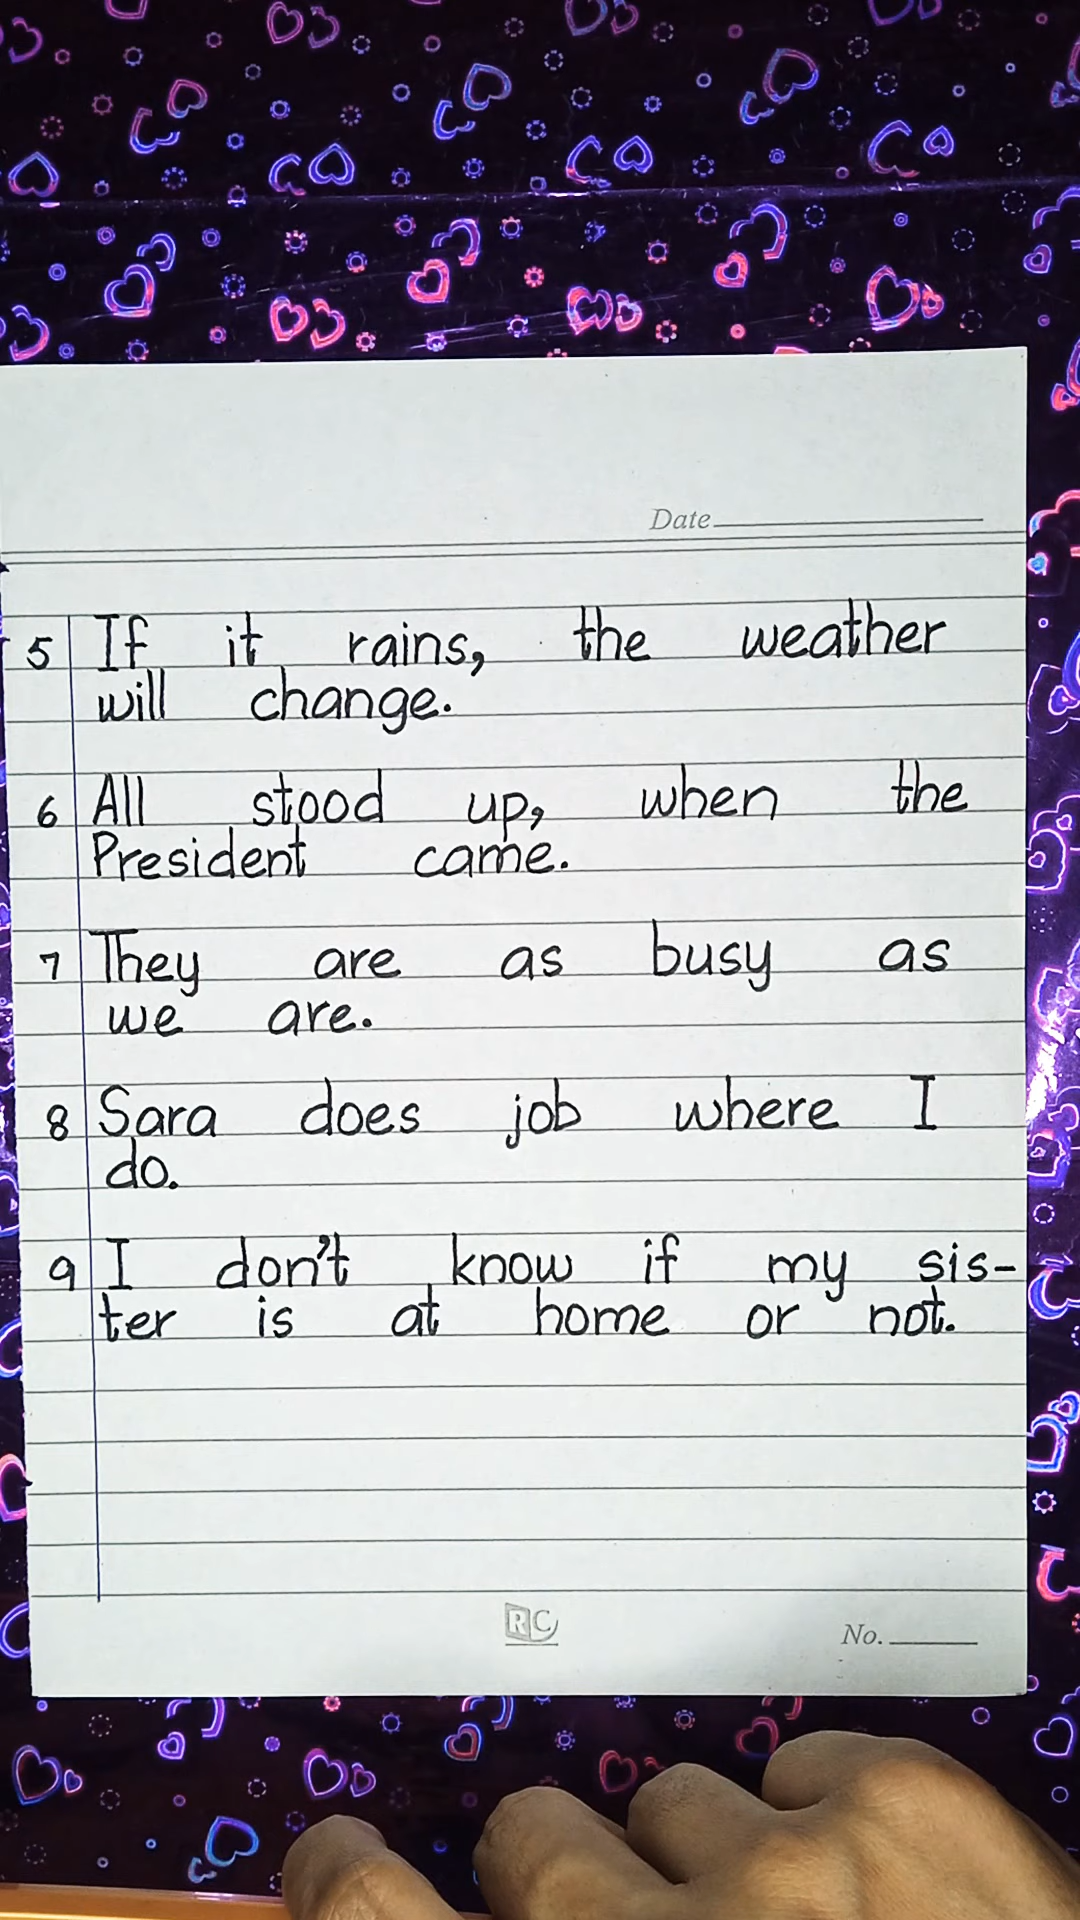 Date
5 If it rains, the weather
will change.
6 All stood up, when the
President came.
7 They are as busy as
we are.
8 Sara does job where I
do.
9 I don't know if my sis-
ter is at home or not.
RC
No.